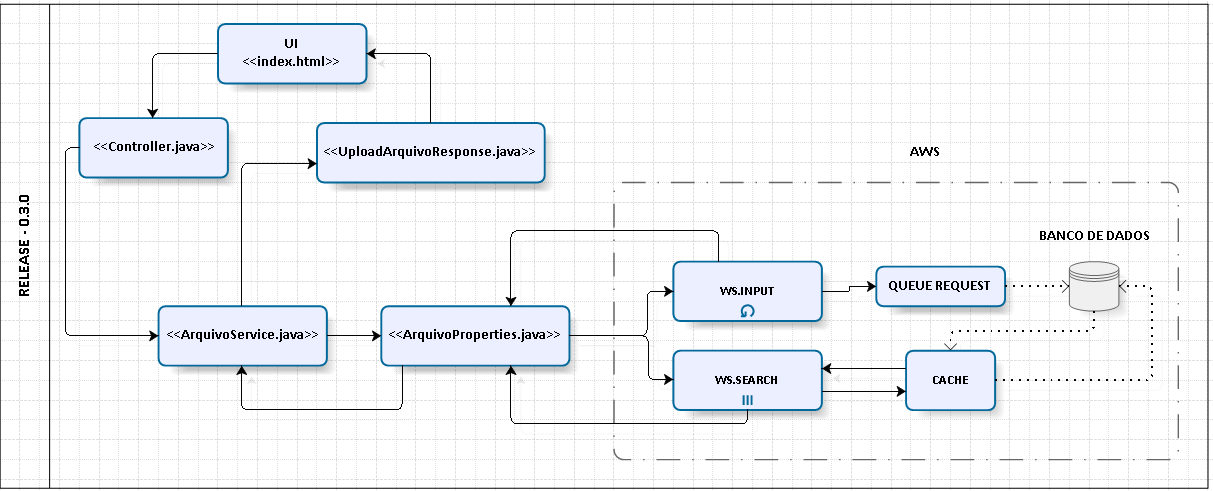 RELEASE - 0.3.0
UI
<<index.html>>
<<Controller.java>>
<<UploadArquivoResponse.java>>
AWS
BANCO DE DADOS
WS.INPUT
QUEUE REQUEST
<<ArquivoService.java>>
<<ArquivoProperties.java>>
WS.SEARCH
CACHE